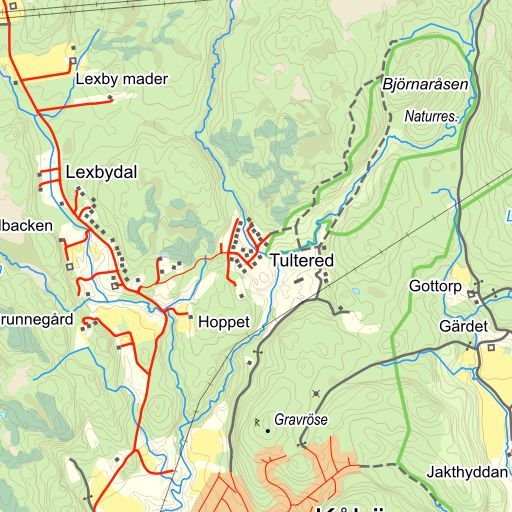 Lexby mader
Björnaråsen
Naturres.
Lexbydal
lbacken
Tultered
Gottorp
runnegård
Hoppet
Gärdet
R
Gravröse
Jakthyddan